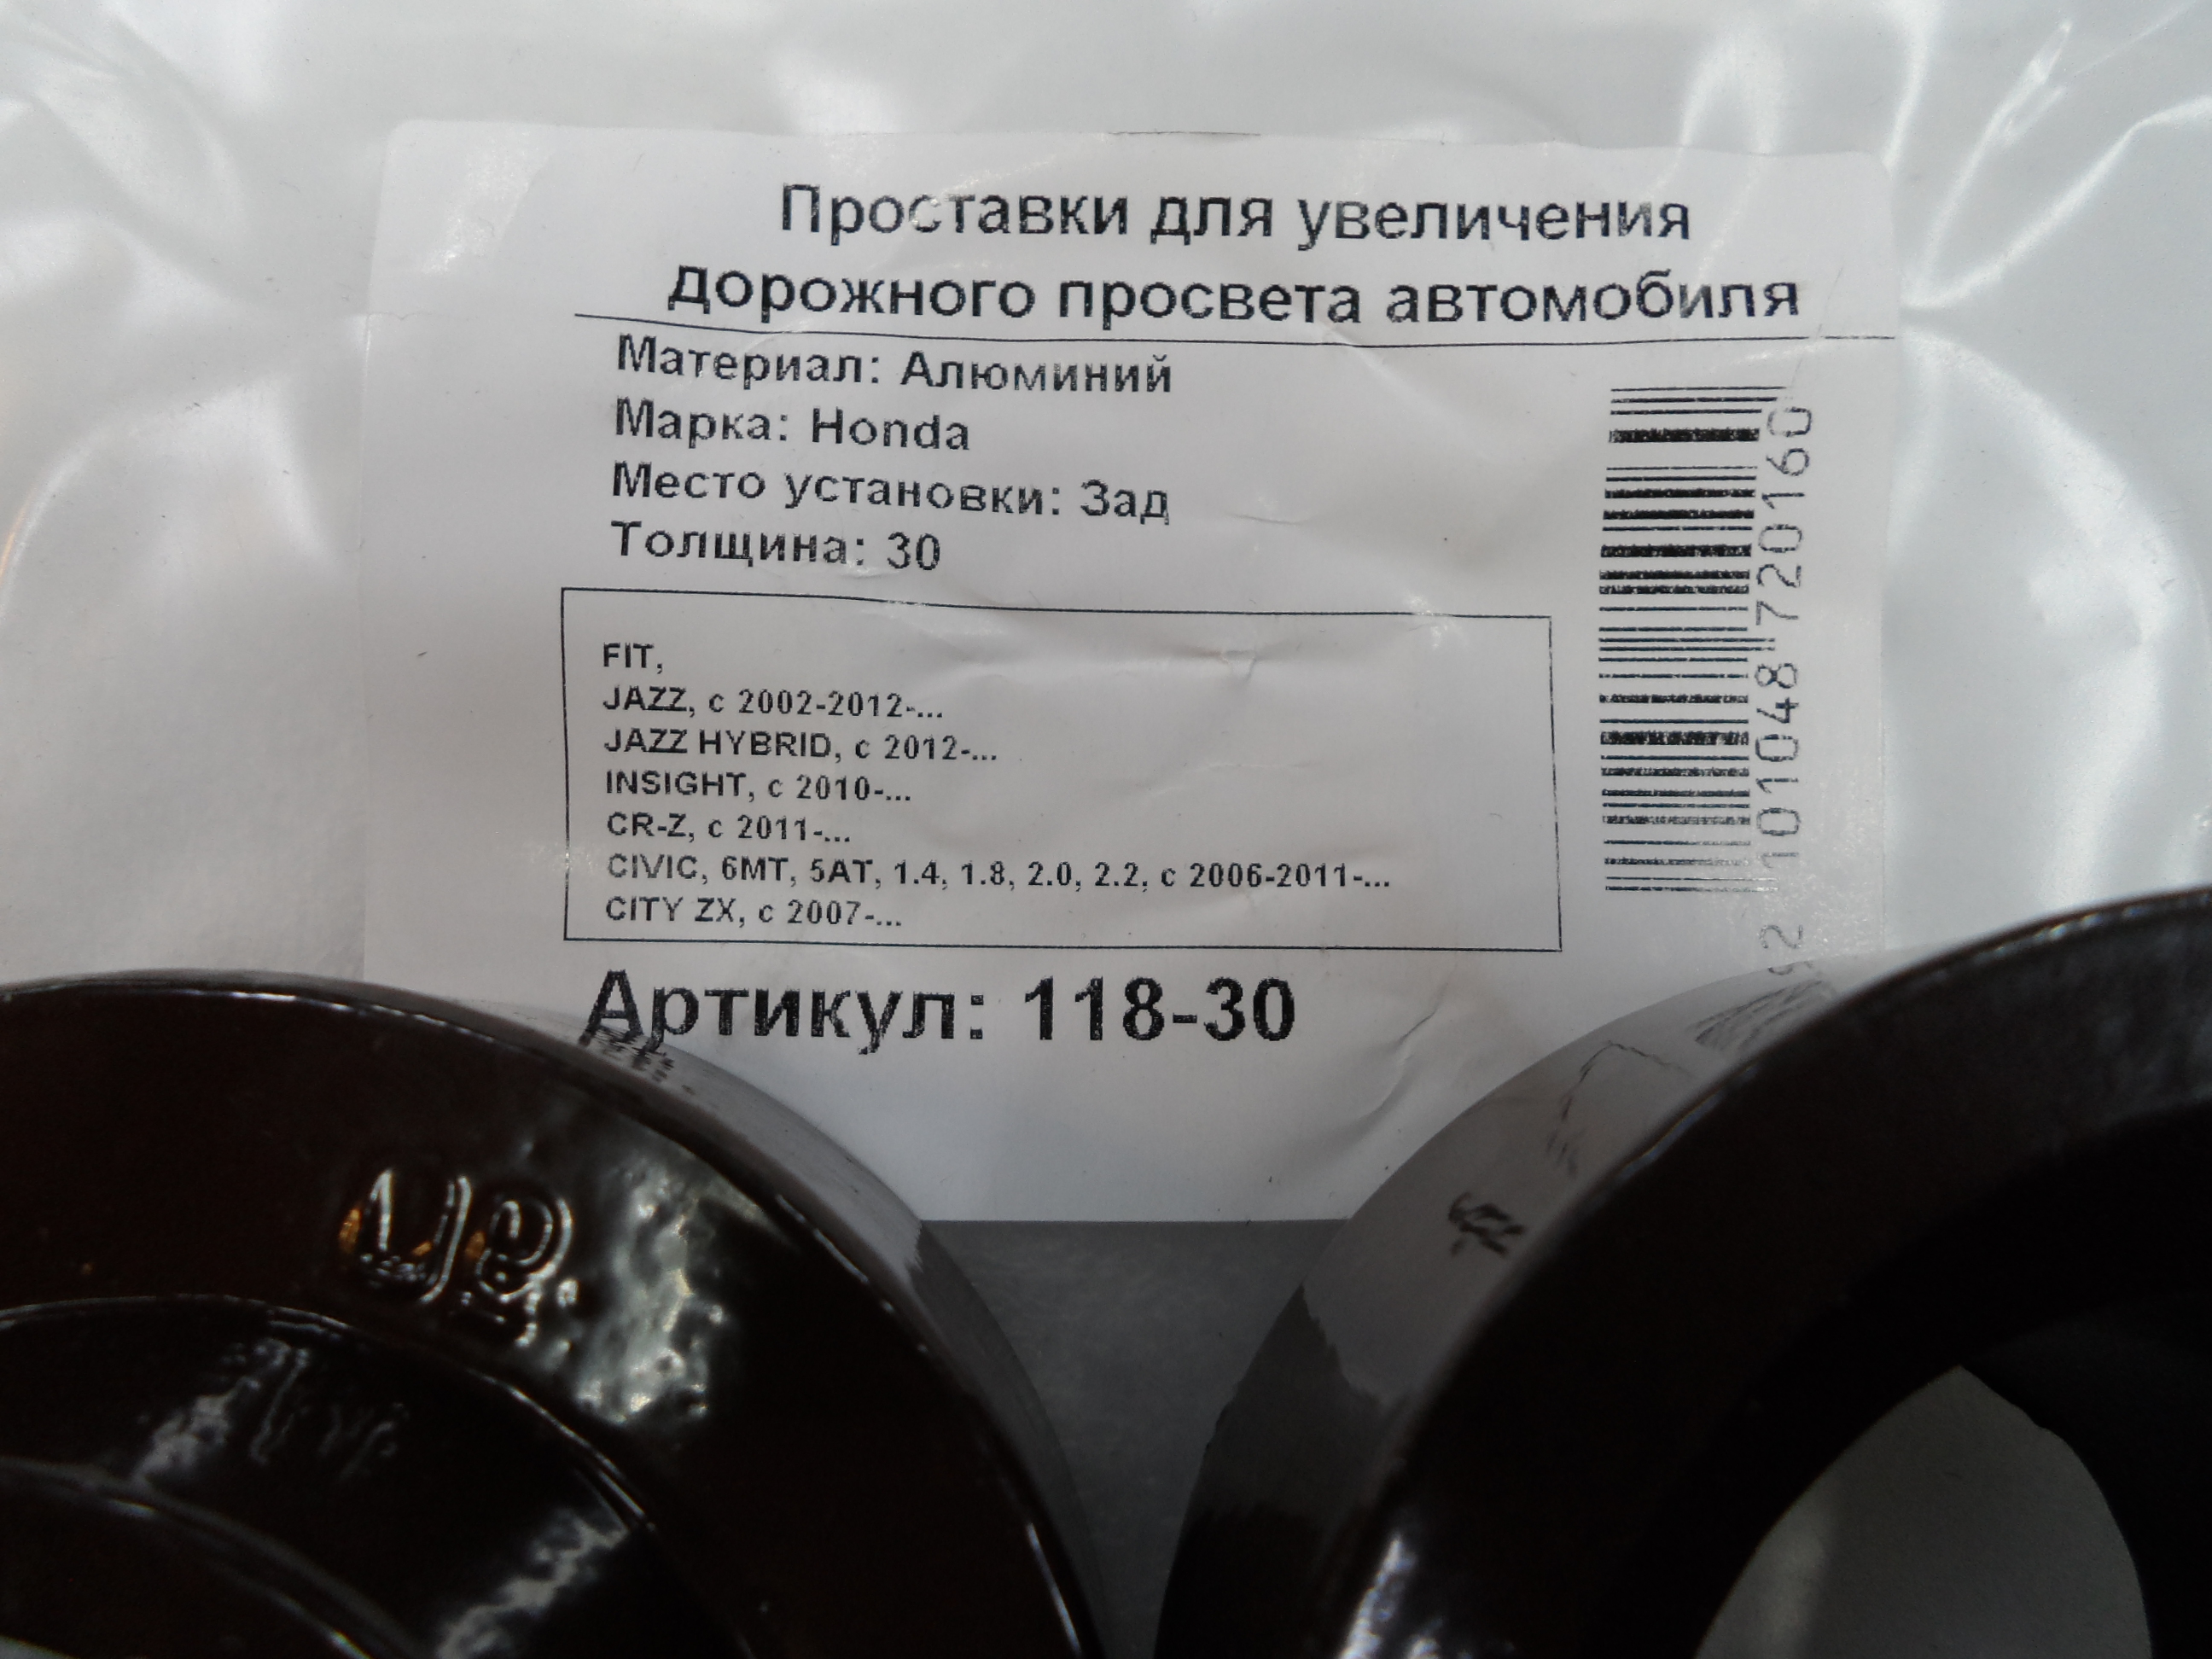 Проставки для увеличения
дорожного просвета автомобиля
Материал: Алюминий
Марка: Honda
Место установки: Зад
Толщина: 30
FIT,
JAZZ, с 2002-2012-...
JAZZ HYBRID, с 2012-...
INSIGHT, с 2010-...
CR-Z, с 2011-...
CIVIC, 6MT, 5AT, 1.4, 1.8, 2.0, 2.2, с 2006-2011-...
CITY ZX, с 2007-...
Артикул: 118-30
101048 720160